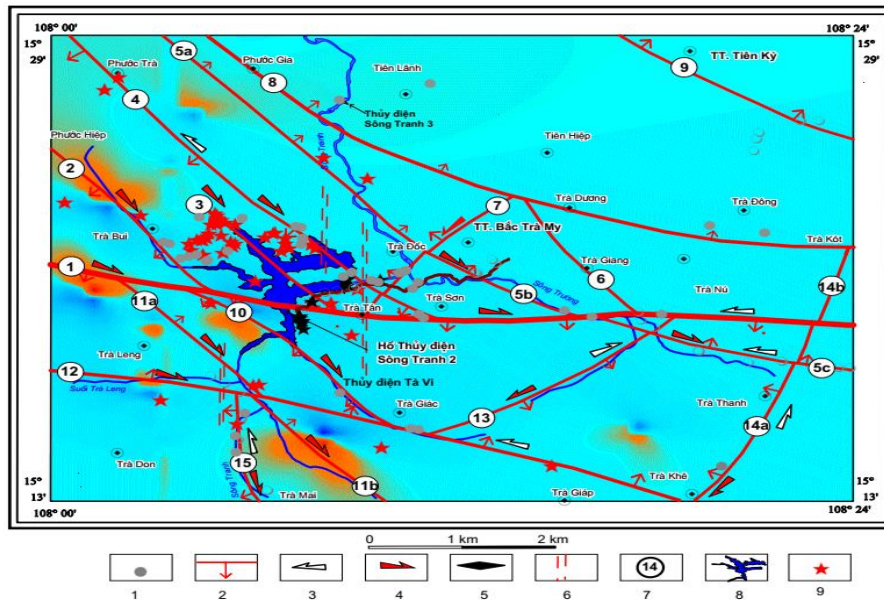 108° 00'
108° 24'
15°
29'
15°
29'
5a
Phước Trà
Phước Gia
TT. Tiên Kỳ
Tiên Lãnh
9
8
4
Thủy điện
Sông Tranh 3
Phước Hiệp
Tiên Hiệp
2
7
3
Trà Dương
Trà Đông
Trà Bui
TT. Bắc Trà My
Trà Đốc
Trà Kót
1
Trà Giang
6
Sông Trường
Trà Nú
14b
11a
10
Trà Tân
Trà Sơn
5b
Trà Leng
Hồ Thủy điện
Sông Tranh 2
12
Thủy điện Tà Vi
5c
Suối Trà Leng
Trà Giác
13
Trà Thanh
14a
Trà Don
15
Trà Khê
11b
Trà Mai
Trà Giáp
15°
13'
15°
13'
108° 00'
108° 24'
0 1 km 2 km
14
1 2 3 4 5 6 7 8 9